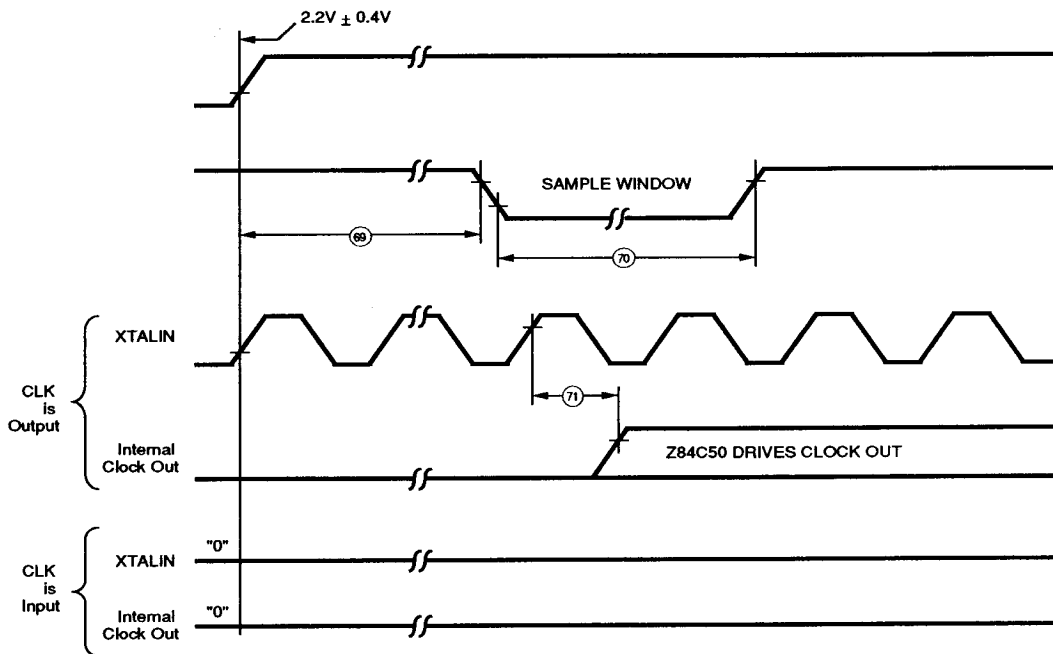 2.2V ± 0.4V
SAMPLE WINDOW
69
70
XTALIN
71
CLK
is
Output
Internal
Clock Out
Z84C50 DRIVES CLOCK OUT
"0"
XTALIN
CLK
is
Input
"0"
Internal
Clock Out